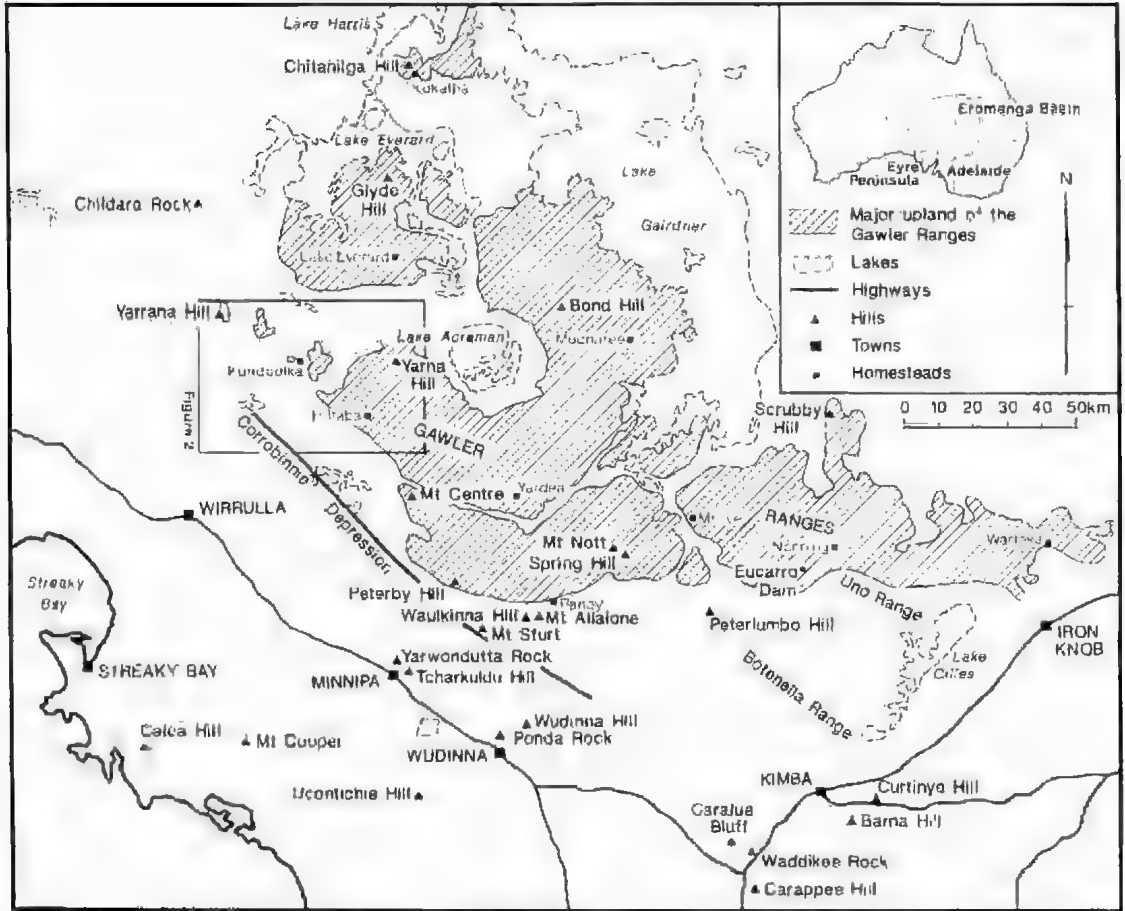 Lake Harris
Chitanilga Hill
Kokatha
Lake Everard
Glyde
Hill
Childara Rock
Lake Everard
Lake
Gairdner
Yarrana Hill
Bond Hill
Lake Acraman
Yarna
Hill
Kondoolka
Hiltaba
Figure 2
GAWLER
Corrobinnie
Depression
Mt Centre
Yardea
WIRRULLA
Scrubby
Hill
RANGES
Mt Nott
Spring Hill
Nonning
Eucarro
Dam
Uno Range
Wartaka
Streaky
Bay
Peterby Hill
Paney
Waulkinna Hill
Mt Allalone
Mt Sturt
Peterlumbo Hill
IRON
KNOB
STREAKY BAY
Yarwondutta Rock
MINNIPA
Tcharkuldu Hill
Botenella Range
Lake
Gilles
Calca Hill
Mt Cooper
Wudinna Hill
Ponda Rock
WUDINNA
Ucontichie Hill
KIMBA
Curtinye Hill
Barna Hill
Caralue
Bluff
Waddikee Rock
Carappee Hill
Eromanga Basin
Eyre
Peninsula
Adelaide
N
Major upland of the
Gawler Ranges
Lakes
Highways
Hills
Towns
Homesteads
0 10 20 30 40 50km